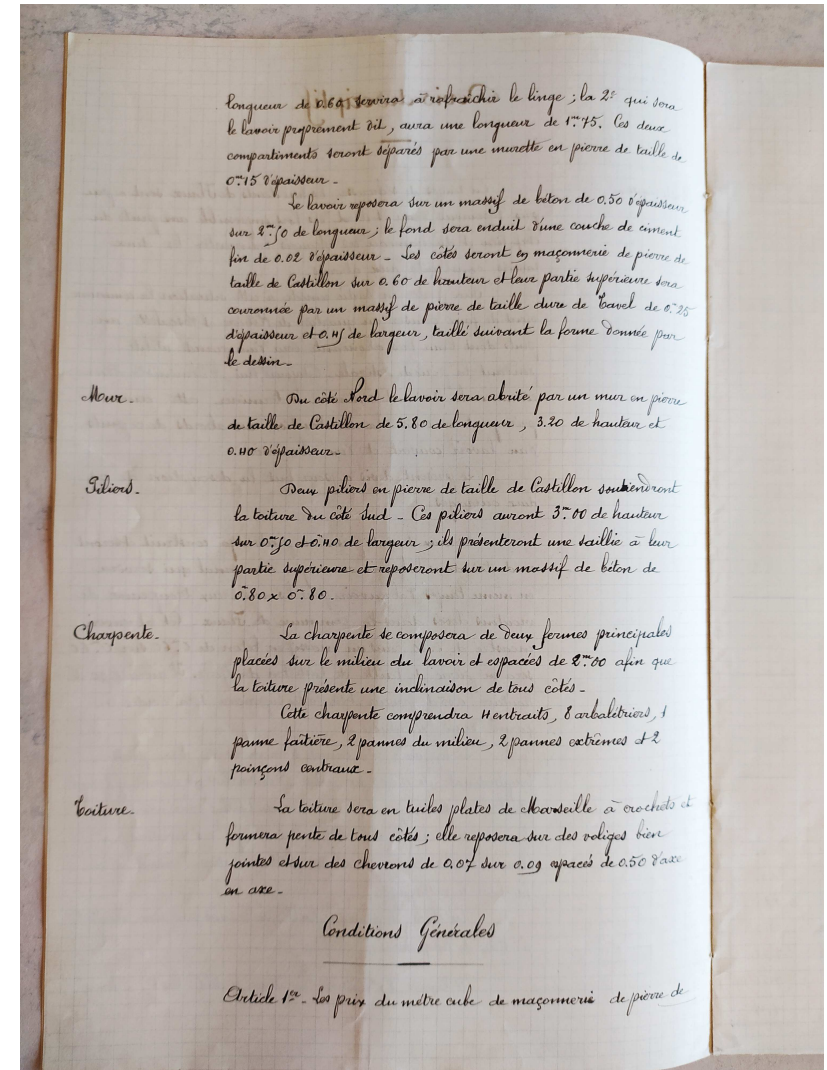 longueur de 0.60 servira à rafraîchir le linge ; la 2e qui sera
le lavoir proprement dit, aura une longueur de 1m75. Ces deux
compartiments seront séparés par une murette en pierre de taille de
0m15 d'épaisseur.
Le lavoir reposera sur un massif de béton de 0.50 d'épaisseur
sur 2m50 de longueur ; le fond sera enduit d'une couche de ciment
fin de 0.02 d'épaisseur - Les côtés seront en maçonnerie de pierre de
taille de Castillon sur 0.60 de hauteur et leur partie supérieure sera
couronnée par un massif de pierre de taille dure de Tavel de 0m25
d'épaisseur et 0.45 de largeur, taillé suivant la forme donnée par
le dessin.
Mur. Du côté Nord le lavoir sera abrité par un mur en pierre
de taille de Castillon de 5.80 de longueur, 3.20 de hauteur et
0.40 d'épaisseur.
Piliers. Deux piliers en pierre de taille de Castillon soutiendront
la toiture du côté Sud - Ces piliers auront 3m00 de hauteur
sur 0m50 et 0m40 de largeur ; ils présenteront une saillie à leur
partie supérieure et reposeront sur un massif de béton de
0m80 x 0m80.
Charpente. La charpente se composera de deux fermes principales
placées sur le milieu du lavoir et espacées de 2m00 afin que
la toiture présente une inclinaison de tous côtés.
Cette charpente comprendra 4 entraits, 8 arbalétriers, 1
panne faîtière, 2 pannes du milieu, 2 pannes extrêmes et 2
poinçons centraux.
Toiture. La toiture sera en tuiles plates de Marseille à crochets et
formera pente de tous côtés ; elle reposera sur des voliges bien
jointes et sur des chevrons de 0,07 sur 0.09 espacés de 0.50 d'axe
en axe.
Conditions Générales
Article 1er - Les prix du mètre cube de maçonnerie de pierre de